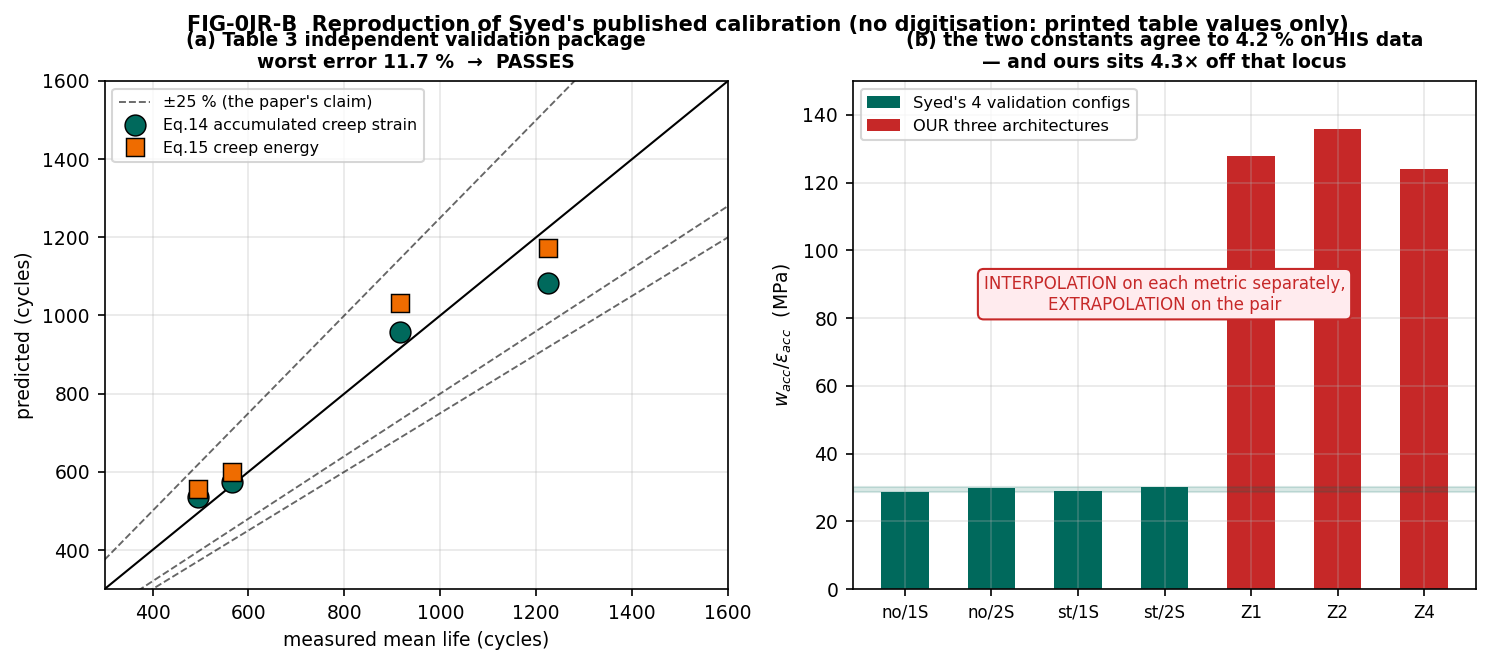 FIG-0JR-B  Reproduction of Syed's published calibration (no digitisation: printed table values only)
(a) Table 3 independent validation package
worst error 11.7 % → PASSES
1600
1400
1200
1000
800
600
400
predicted (cycles)
±25 % (the paper's claim)
Eq.14 accumulated creep strain
Eq.15 creep energy
400 600 800 1000 1200 1400 1600
measured mean life (cycles)
(b) the two constants agree to 4.2 % on HIS data
— and ours sits 4.3× off that locus
140
120
100
80
60
40
20
0
w_acc/ε_acc (MPa)
Syed's 4 validation configs
OUR three architectures
INTERPOLATION on each metric separately,
EXTRAPOLATION on the pair
no/1S no/2S st/1S st/2S Z1 Z2 Z4